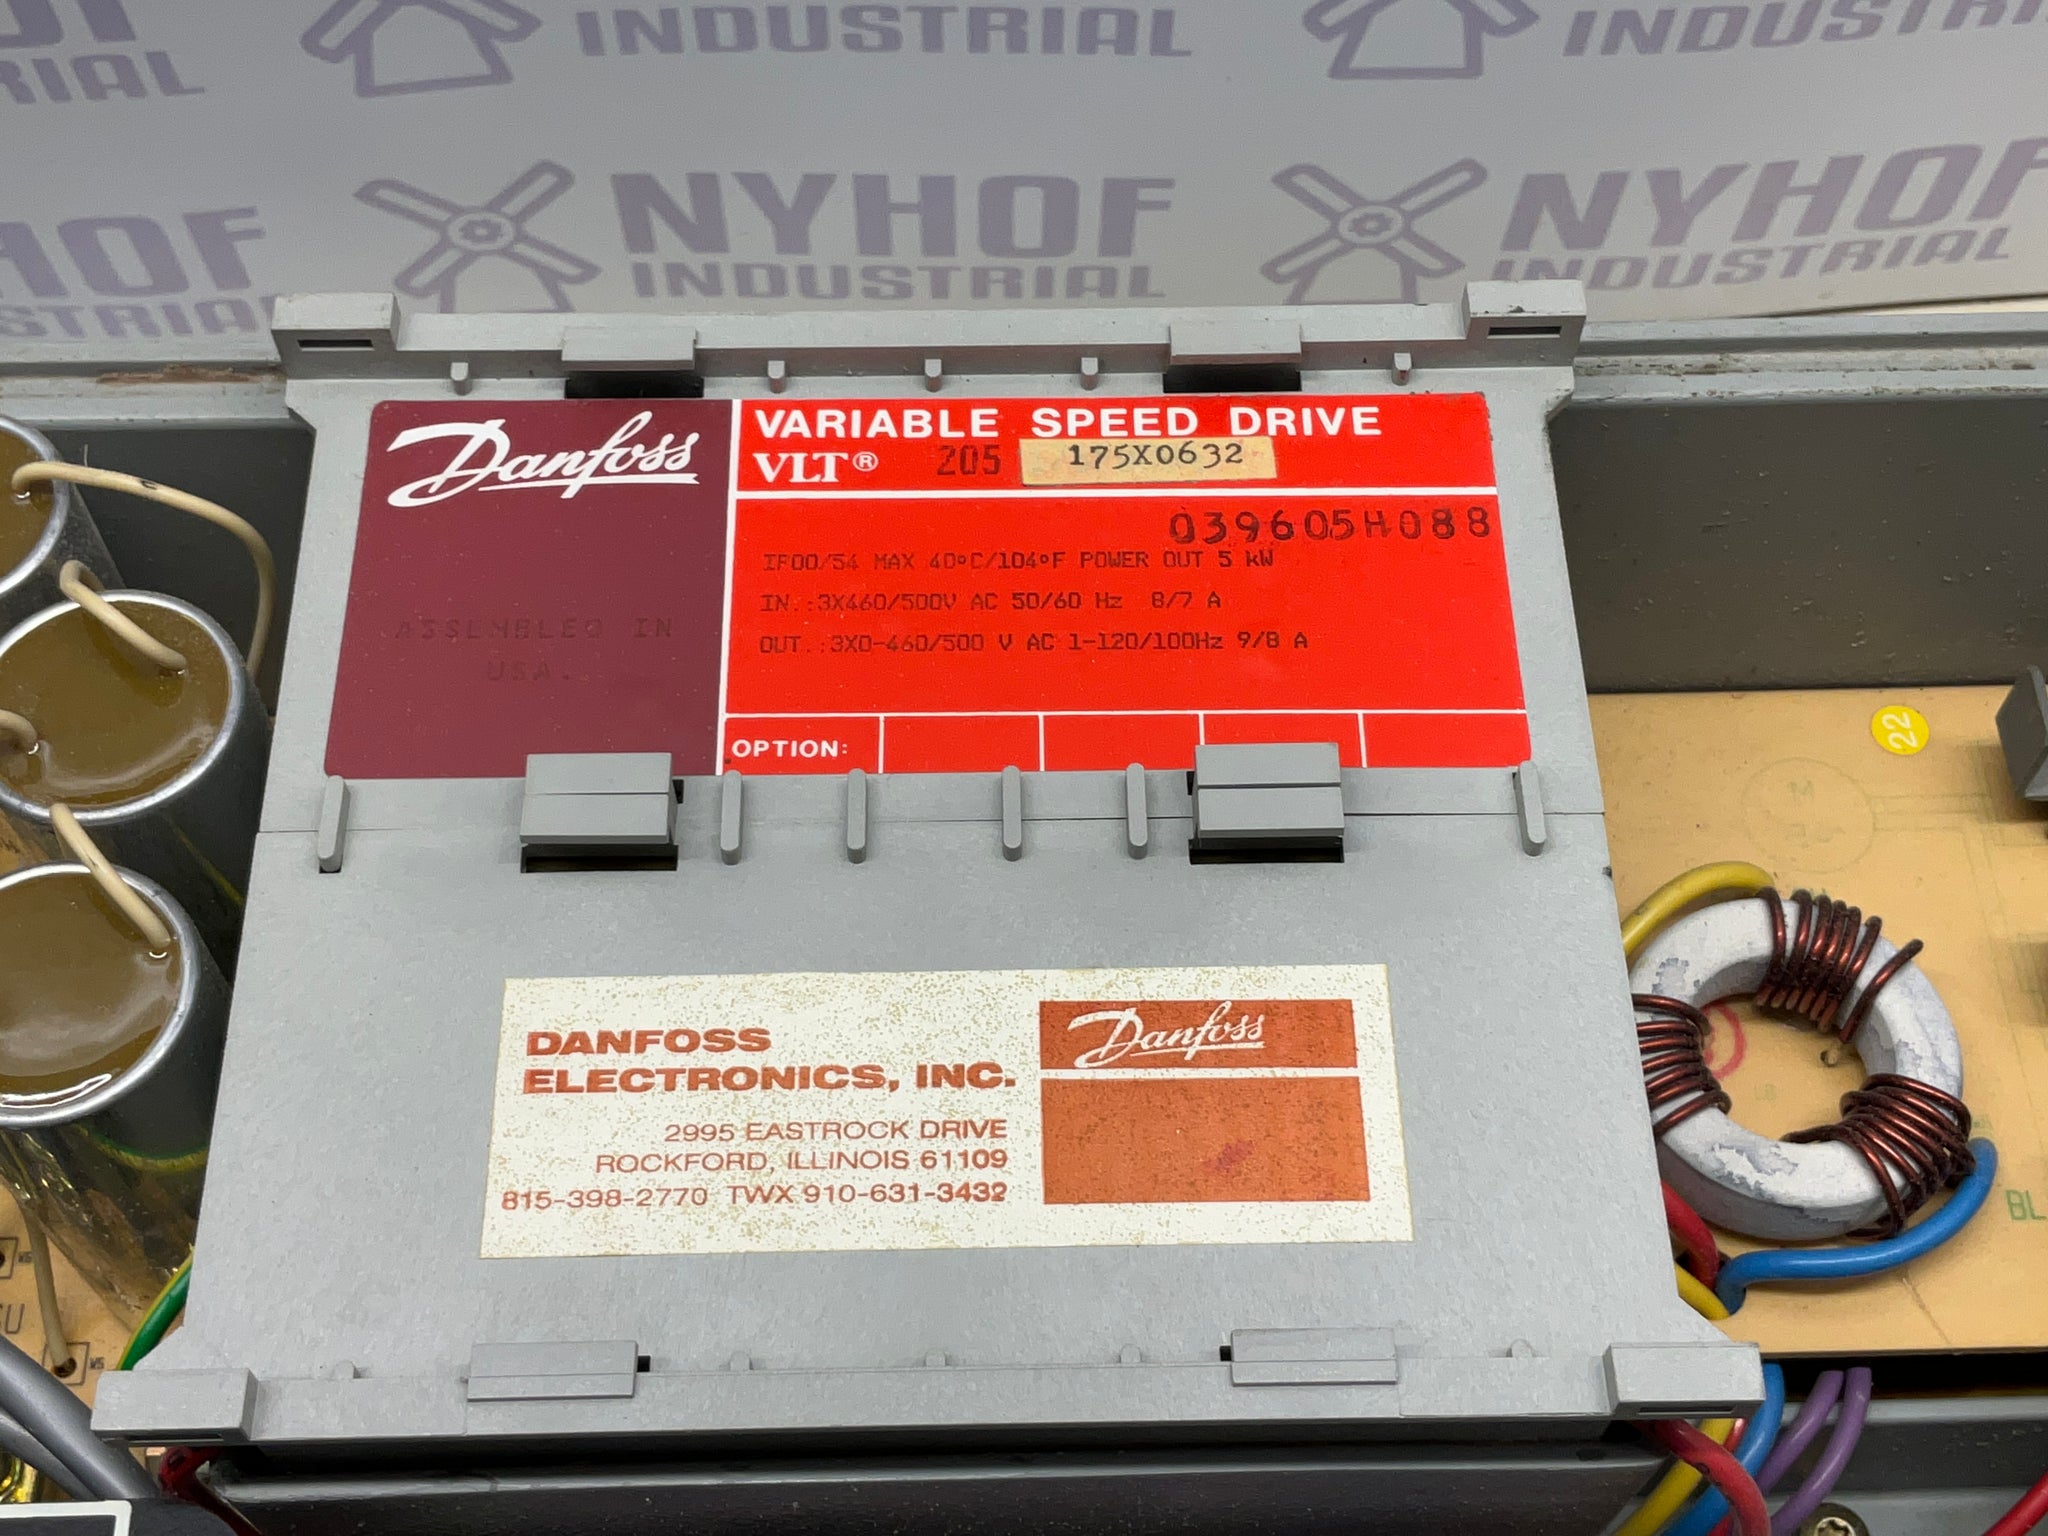 INDUSTRIAL
INDUSTRIAL
NYHOF
INDUSTRIAL
NYHOF
INDUSTRIAL
Danfoss
ASSEMBLED IN
USA.
VARIABLE SPEED DRIVE
VLT® 205 175X0632
039605H088
IP00/54 MAX 40°C/104°F POWER OUT 5 kW
IN.:3X460/500V AC 50/60 Hz 8/7 A
OUT.:3X0-460/500 V AC 1-120/100Hz 9/8 A
OPTION:
22
DANFOSS
ELECTRONICS, INC.
2995 EASTROCK DRIVE
ROCKFORD, ILLINOIS 61109
815-398-2770 TWX 910-631-3432
Danfoss
BL